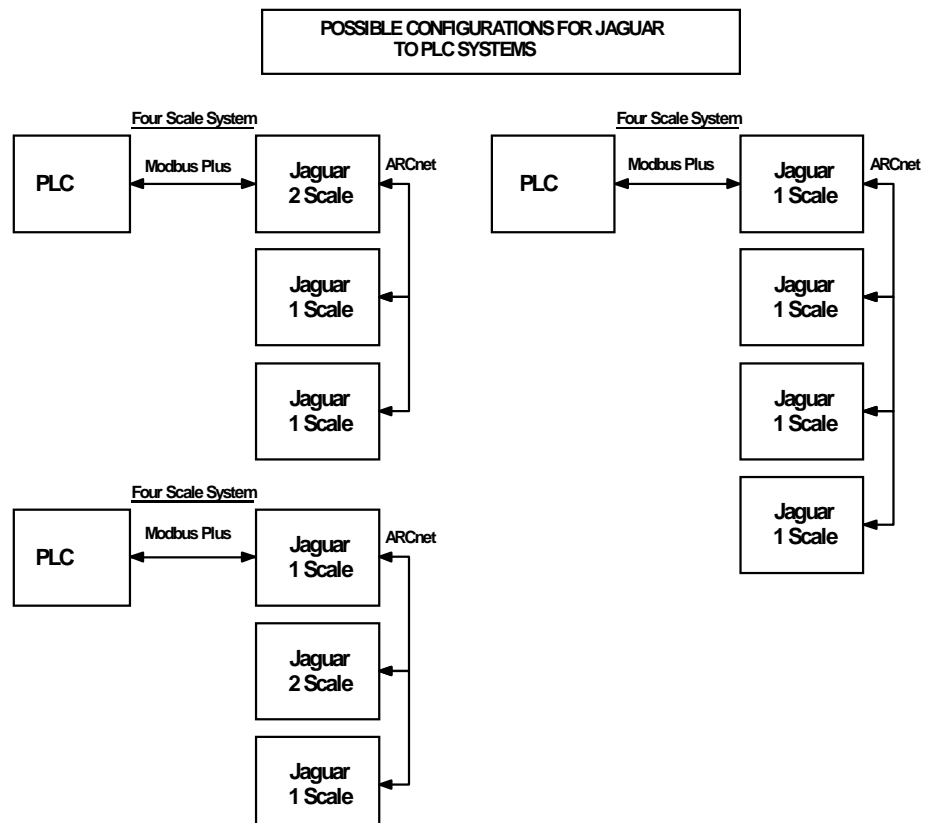 POSSIBLE CONFIGURATIONS FOR JAGUAR
TO PLC SYSTEMS
Four Scale System
PLC
Modbus Plus
Jaguar
2 Scale
ARCnet
Jaguar
1 Scale
Jaguar
1 Scale
Four Scale System
PLC
Modbus Plus
Jaguar
1 Scale
ARCnet
Jaguar
1 Scale
Jaguar
1 Scale
Jaguar
1 Scale
Four Scale System
PLC
Modbus Plus
Jaguar
1 Scale
ARCnet
Jaguar
2 Scale
Jaguar
1 Scale